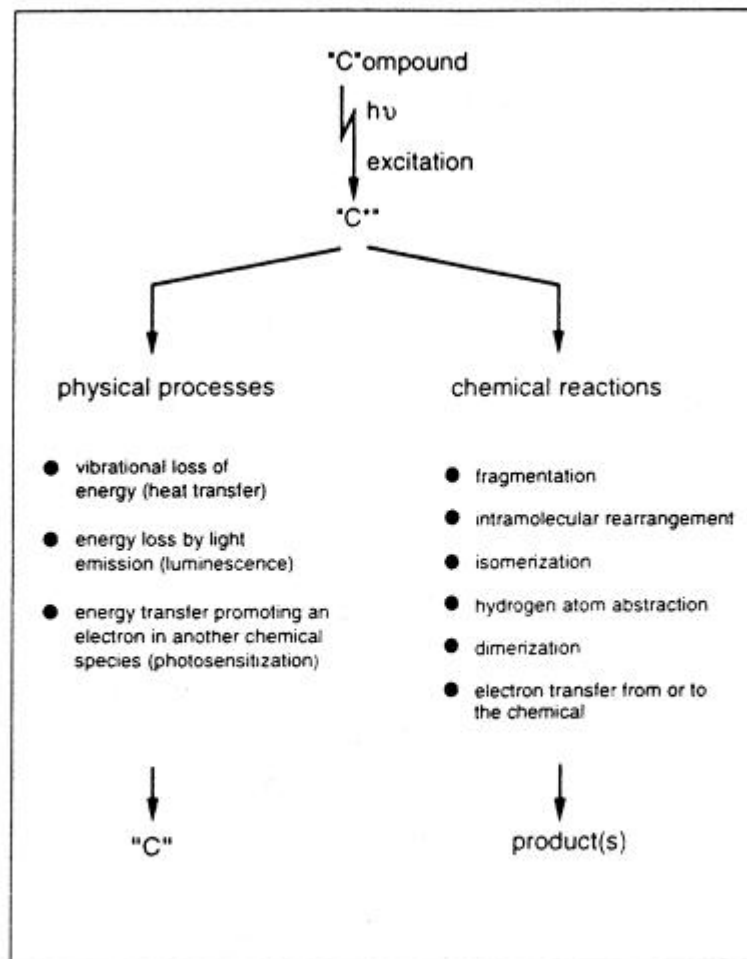 "C"ompound
hυ
excitation
"C*"
physical processes
● vibrational loss of
energy (heat transfer)
● energy loss by light
emission (luminescence)
● energy transfer promoting an
electron in another chemical
species (photosensitization)
"C"
chemical reactions
● fragmentation
● intramolecular rearrangement
● isomerization
● hydrogen atom abstraction
● dimerization
● electron transfer from or to
the chemical
product(s)